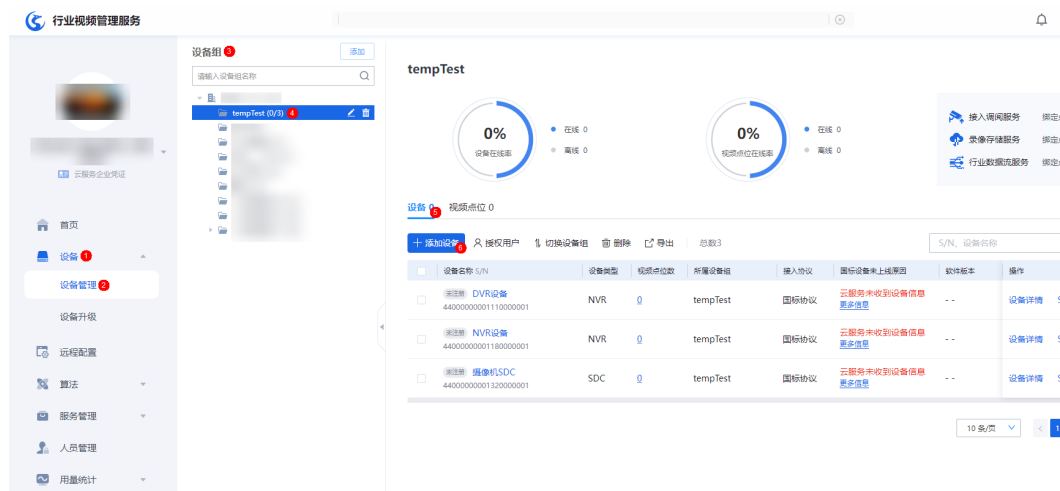 行业视频管理服务
云服务企业凭证
首页
设备 1
设备管理 2
设备升级
远程配置
算法
服务管理
人员管理
用量统计
设备组 3
添加
请输入设备组名称
tempTest (0/3) 4
tempTest
0%
设备在线率
在线 0
离线 0
0%
视频点位在线率
在线 0
离线 0
接入调阅服务
录像存储服务
行业数据流服务
设备 0 5 视频点位 0
添加设备 6 授权用户 切换设备组 删除 导出 总数3
S/N、设备名称
设备名称 S/N 设备类型 视频点位数 所属设备组 接入协议 国标设备未上线原因 软件版本 操作
未注册 DVR设备
44000000001110000001
NVR 0 tempTest 国标协议 云服务未收到设备信息 - - 设备详情
更多信息
未注册 NVR设备
44000000001180000001
NVR 0 tempTest 国标协议 云服务未收到设备信息 - - 设备详情
更多信息
未注册 摄像机SDC
44000000001320000001
SDC 0 tempTest 国标协议 云服务未收到设备信息 - - 设备详情
更多信息
10 条/页 < 1